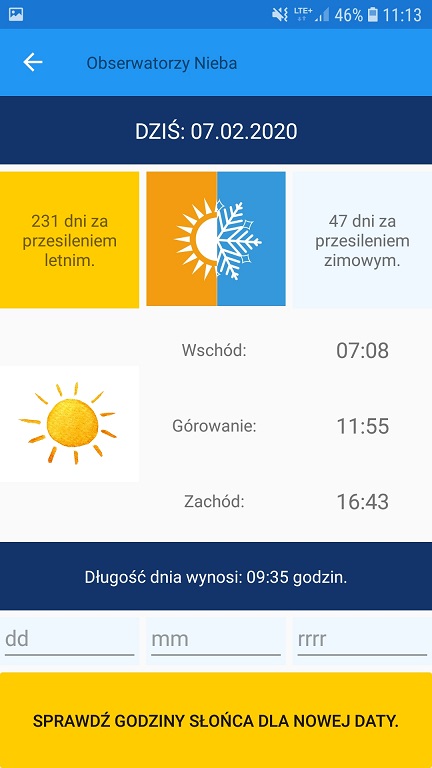 LTE+ 46% 11:13
Obserwatorzy Nieba
DZIŚ: 07.02.2020
231 dni za
przesileniem
letnim.
47 dni za
przesileniem
zimowym.
Wschód: 07:08
Górowanie: 11:55
Zachód: 16:43
Długość dnia wynosi: 09:35 godzin.
dd mm rrrr
SPRAWDŹ GODZINY SŁOŃCA DLA NOWEJ DATY.